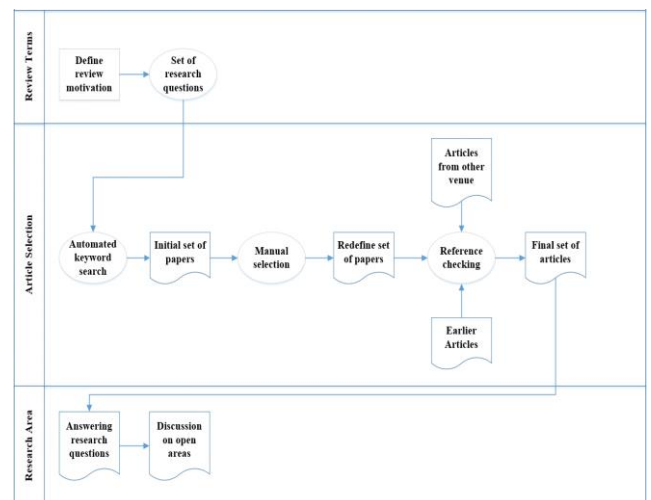 Review Terms
Define
review
motivation
Set of
research
questions
Article Selection
Articles
from other
venue
Automated
keyword
search
Initial set of
papers
Manual
selection
Redefine set
of papers
Reference
checking
Final set of
articles
Earlier
Articles
Research Area
Answering
research
questions
Discussion
on open
areas